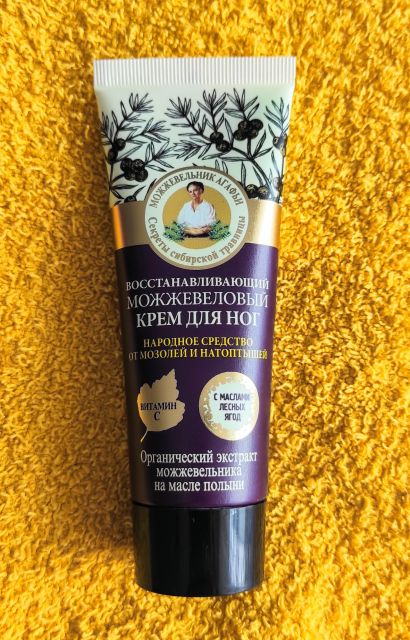 МОЖЖЕВЕЛЬНИК АГАФЬИ
Секреты сибирской травницы
ВОССТАНАВЛИВАЮЩИЙ
МОЖЖЕВЕЛОВЫЙ
КРЕМ ДЛЯ НОГ
НАРОДНОЕ СРЕДСТВО
ОТ МОЗОЛЕЙ И НАТОПТЫШЕЙ
ВИТАМИН
С
С МАСЛАМИ
ЛЕСНЫХ
ЯГОД
Органический экстракт
можжевельника
на масле полыни